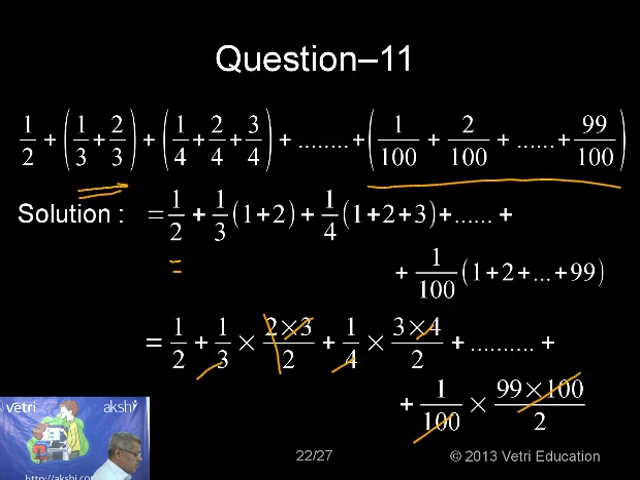 Question–11
1/2 + (1/3 + 2/3) + (1/4 + 2/4 + 3/4) + ........ + (1/100 + 2/100 + ...... + 99/100)
Solution : = 1/2 + 1/3 (1+2) + 1/4 (1+2+3) + ...... +
+ 1/100 (1+2+...+99)
= 1/2 + 1/3 × 2×3/2 + 1/4 × 3×4/2 + .......... +
+ 1/100 × 99×100/2
vetri akshi
http://akshi.com
22/27 © 2013 Vetri Education